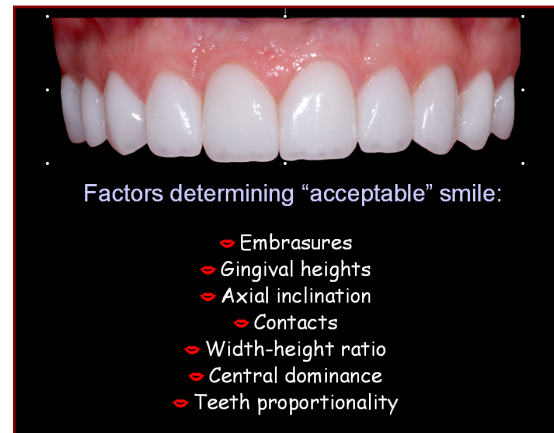 Factors determining “acceptable” smile:
Embrasures
Gingival heights
Axial inclination
Contacts
Width-height ratio
Central dominance
Teeth proportionality